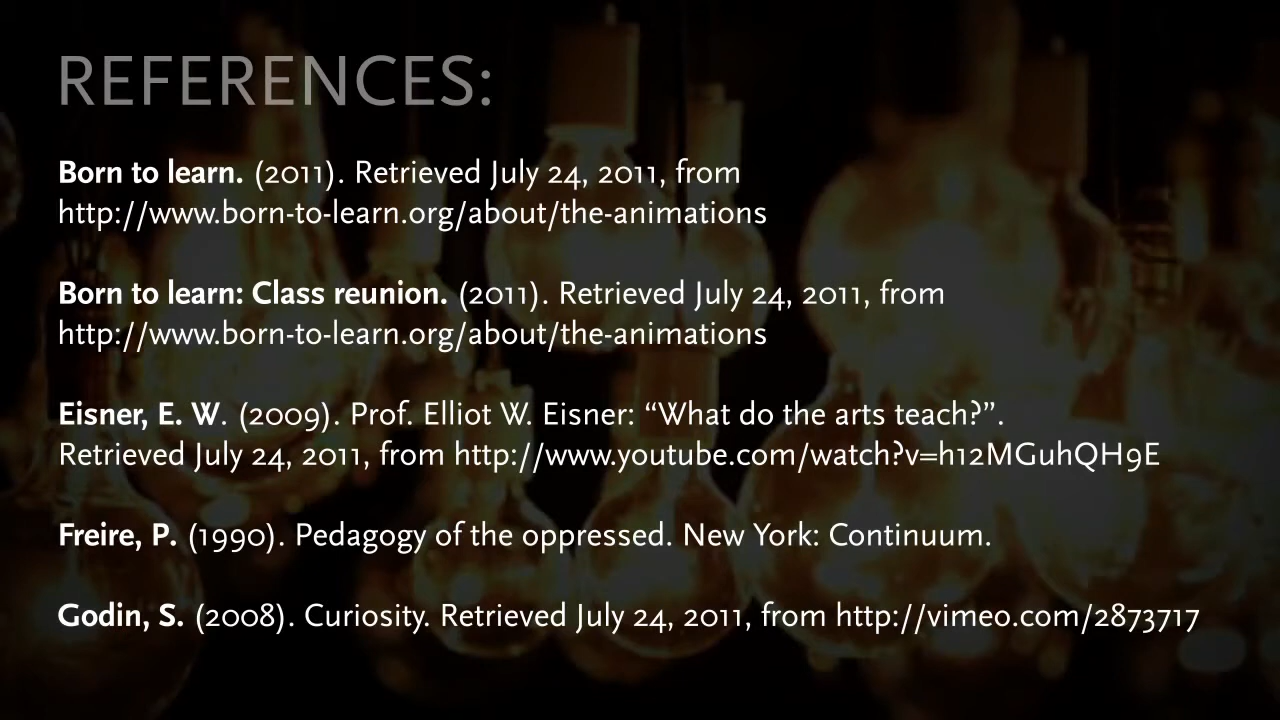 REFERENCES:
Born to learn. (2011). Retrieved July 24, 2011, from
http://www.born-to-learn.org/about/the-animations
Born to learn: Class reunion. (2011). Retrieved July 24, 2011, from
http://www.born-to-learn.org/about/the-animations
Eisner, E. W. (2009). Prof. Elliot W. Eisner: “What do the arts teach?”.
Retrieved July 24, 2011, from http://www.youtube.com/watch?v=h12MGuhQH9E
Freire, P. (1990). Pedagogy of the oppressed. New York: Continuum.
Godin, S. (2008). Curiosity. Retrieved July 24, 2011, from http://vimeo.com/2873717